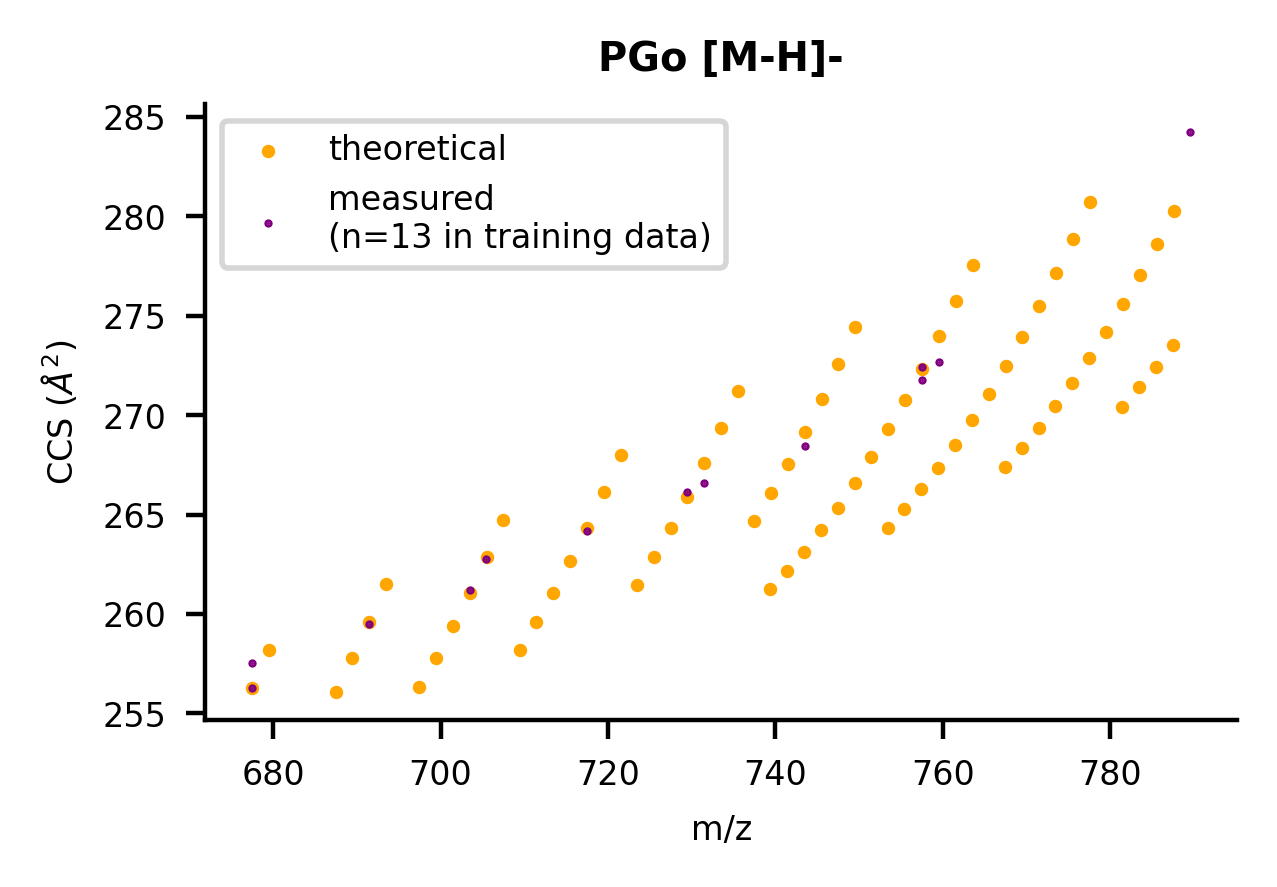 PGo [M-H]-
theoretical
measured
(n=13 in training data)
CCS (Å²)
285
280
275
270
265
260
255
680 700 720 740 760 780
m/z